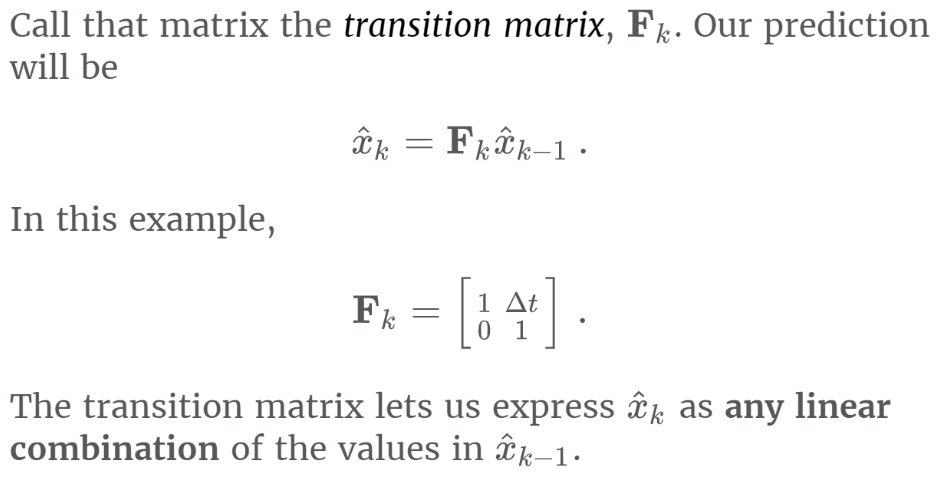 Call that matrix the transition matrix, 𝐅ₖ. Our prediction
will be
x̂ₖ = 𝐅ₖx̂ₖ₋₁ .
In this example,
𝐅ₖ = [1 Δt; 0 1] .
The transition matrix lets us express x̂ₖ as any linear
combination of the values in x̂ₖ₋₁.